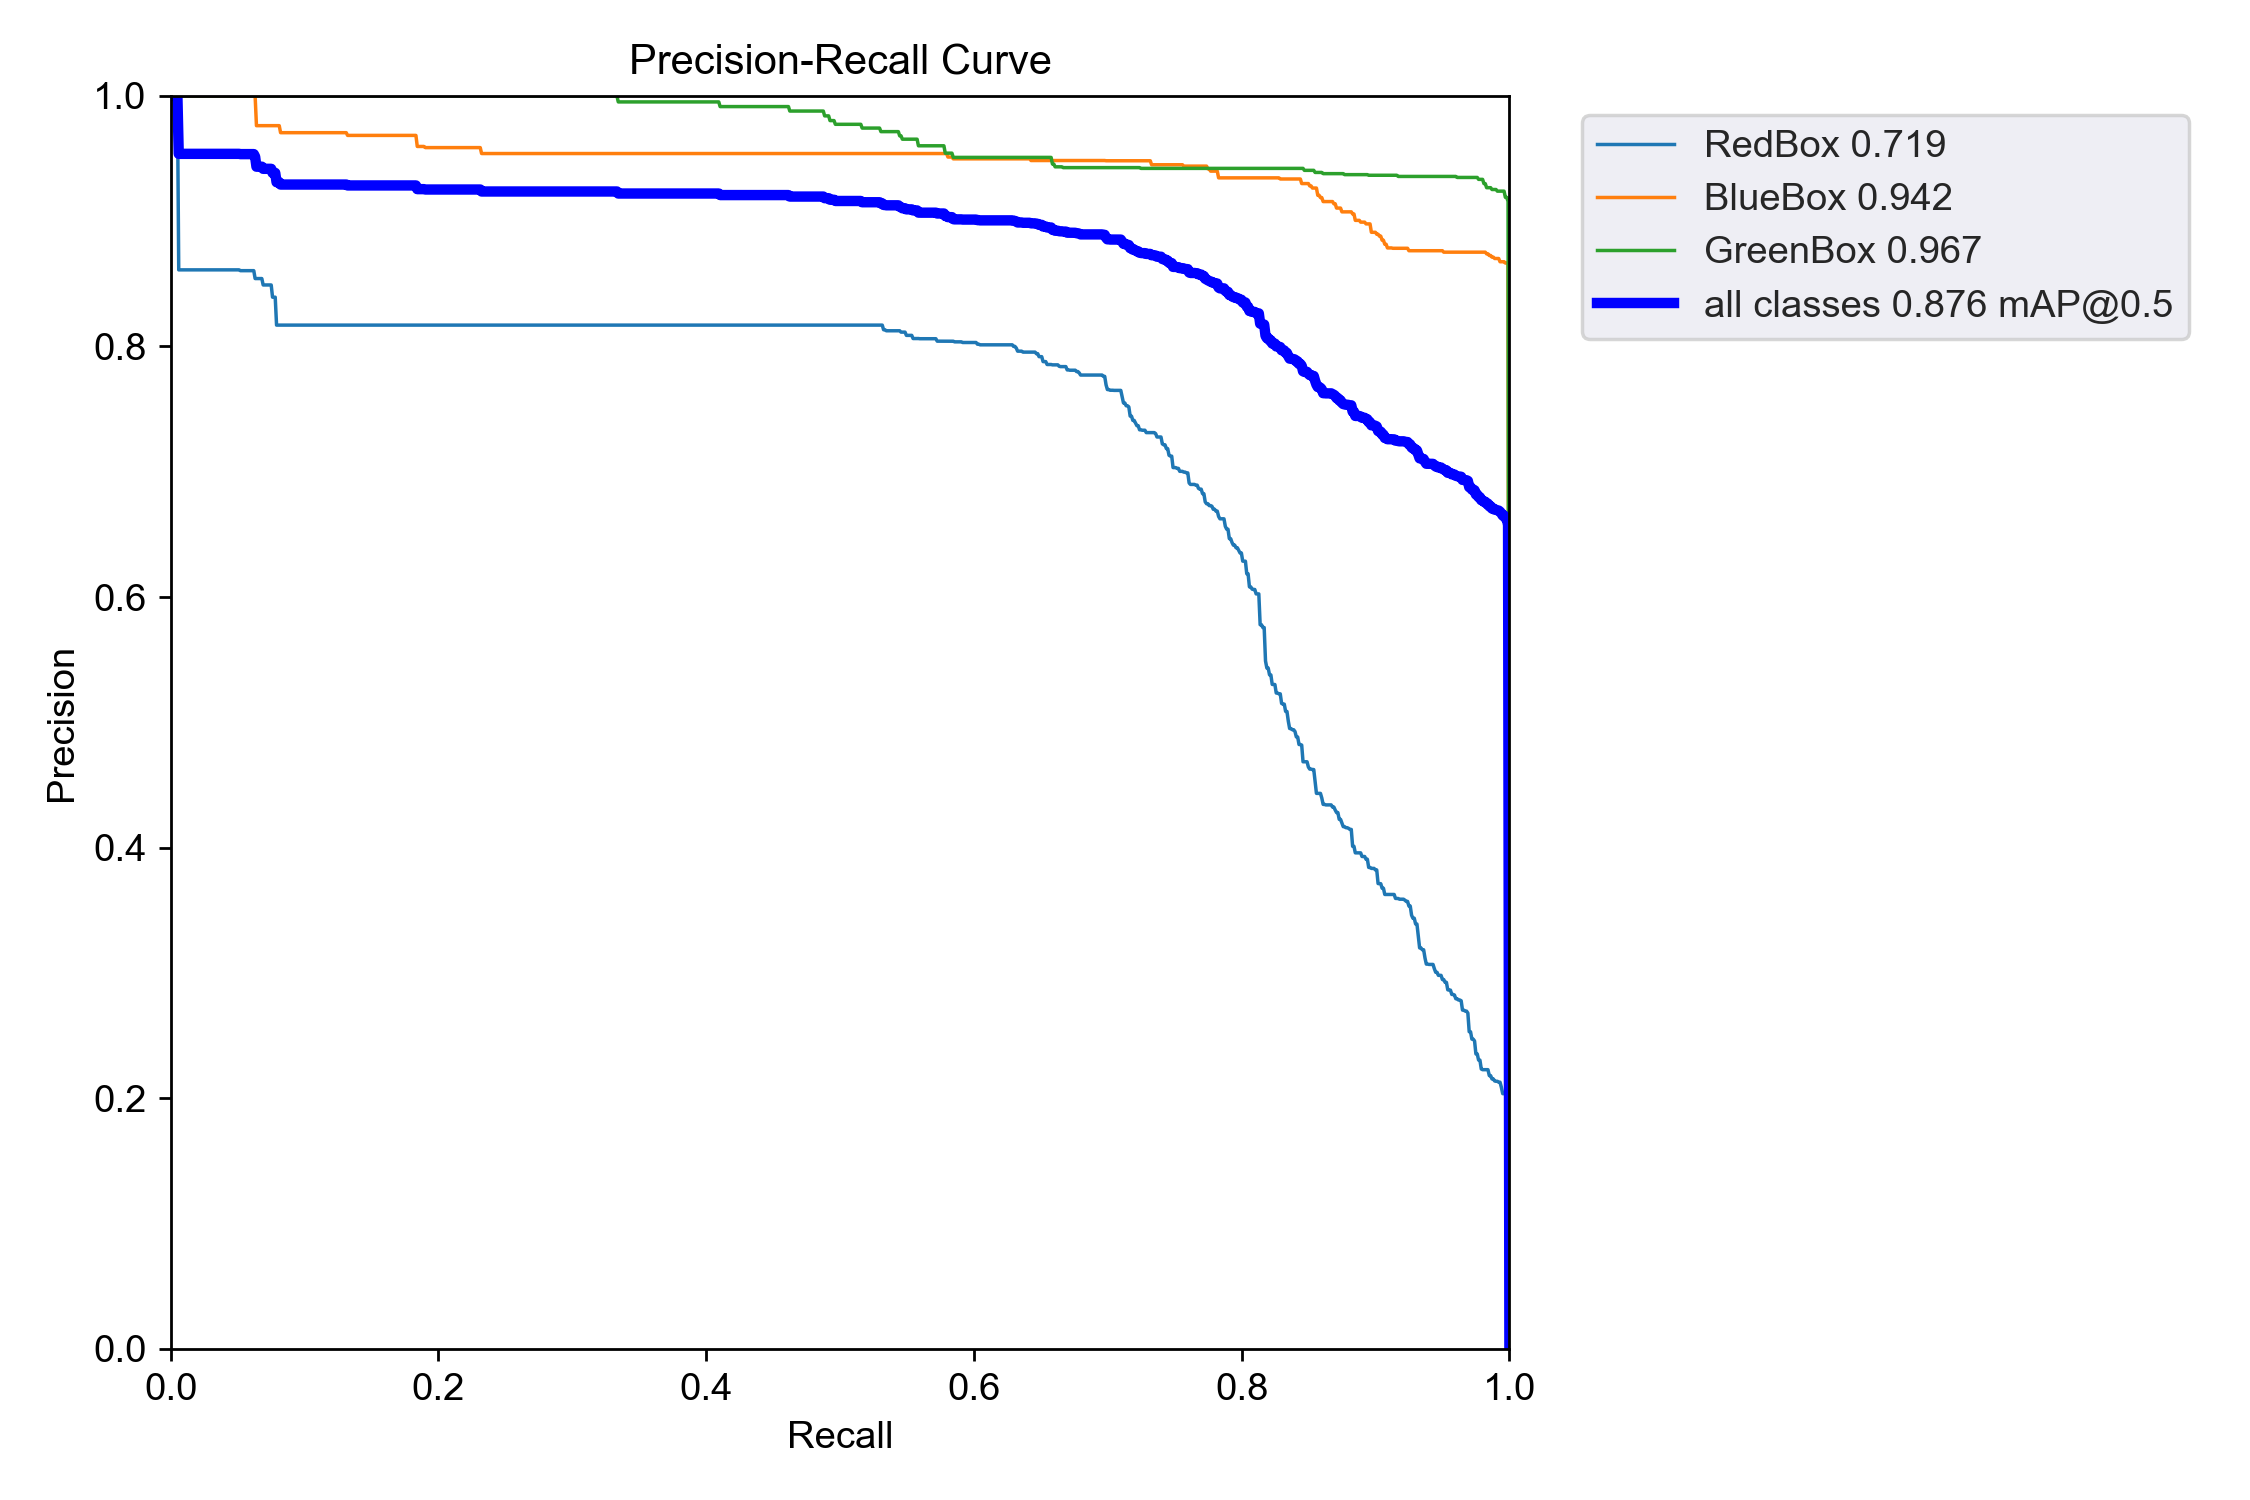 Precision-Recall Curve
1.0
0.8
0.6
0.4
0.2
0.0
Precision
0.0 0.2 0.4 0.6 0.8 1.0
Recall
RedBox 0.719
BlueBox 0.942
GreenBox 0.967
all classes 0.876 mAP@0.5